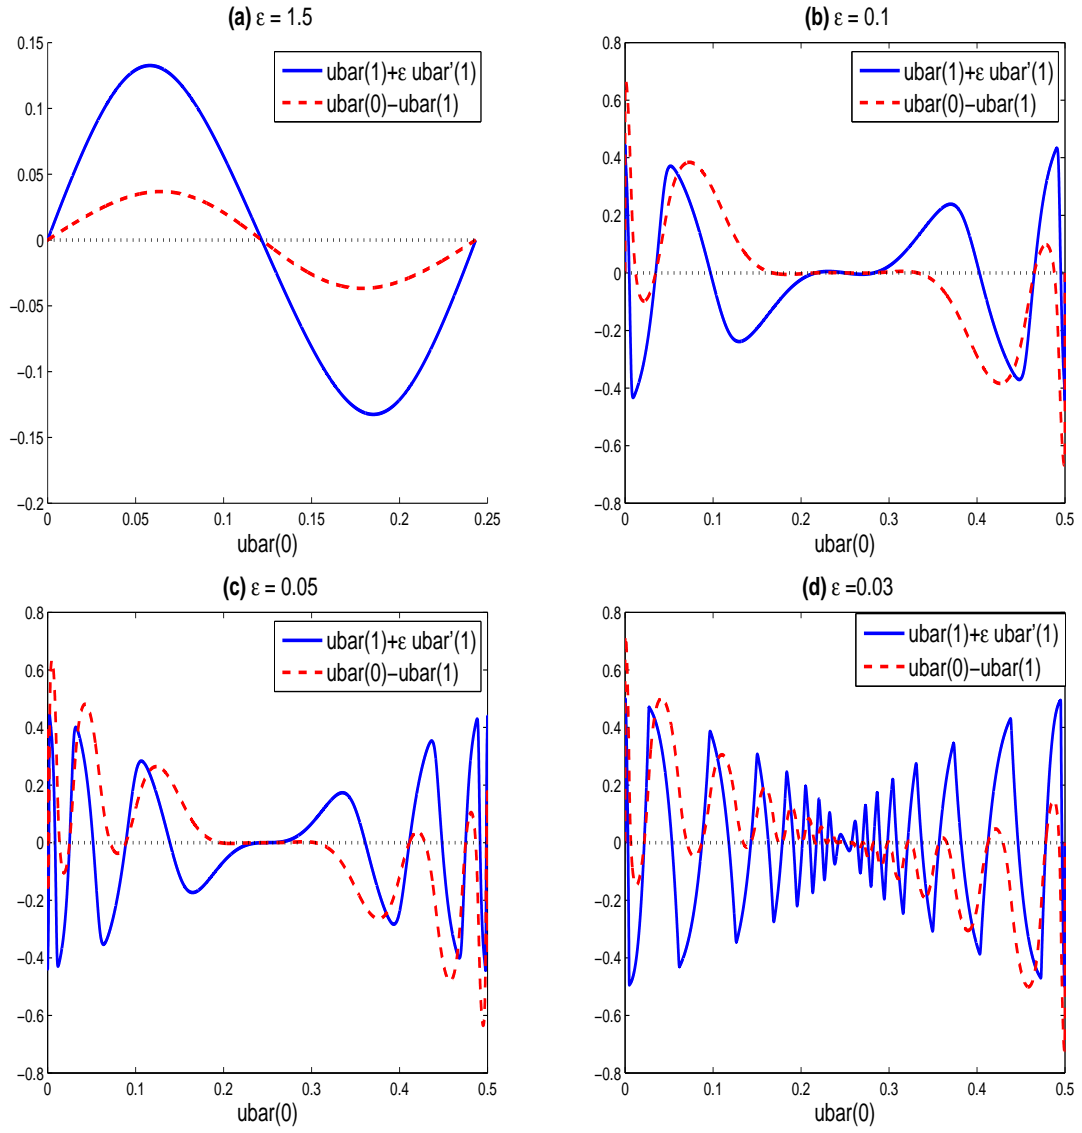 (a) ε = 1.5
0.15
0.1
0.05
0
−0.05
−0.1
−0.15
−0.2
0 0.05 0.1 0.15 0.2 0.25
ubar(0)
ubar(1)+ε ubar'(1)
ubar(0)−ubar(1)
(b) ε = 0.1
0.8
0.6
0.4
0.2
0
−0.2
−0.4
−0.6
−0.8
0 0.1 0.2 0.3 0.4 0.5
ubar(0)
ubar(1)+ε ubar'(1)
ubar(0)−ubar(1)
(c) ε = 0.05
0.8
0.6
0.4
0.2
0
−0.2
−0.4
−0.6
−0.8
0 0.1 0.2 0.3 0.4 0.5
ubar(0)
ubar(1)+ε ubar'(1)
ubar(0)−ubar(1)
(d) ε =0.03
0.8
0.6
0.4
0.2
0
−0.2
−0.4
−0.6
−0.8
0 0.1 0.2 0.3 0.4 0.5
ubar(0)
ubar(1)+ε ubar'(1)
ubar(0)−ubar(1)